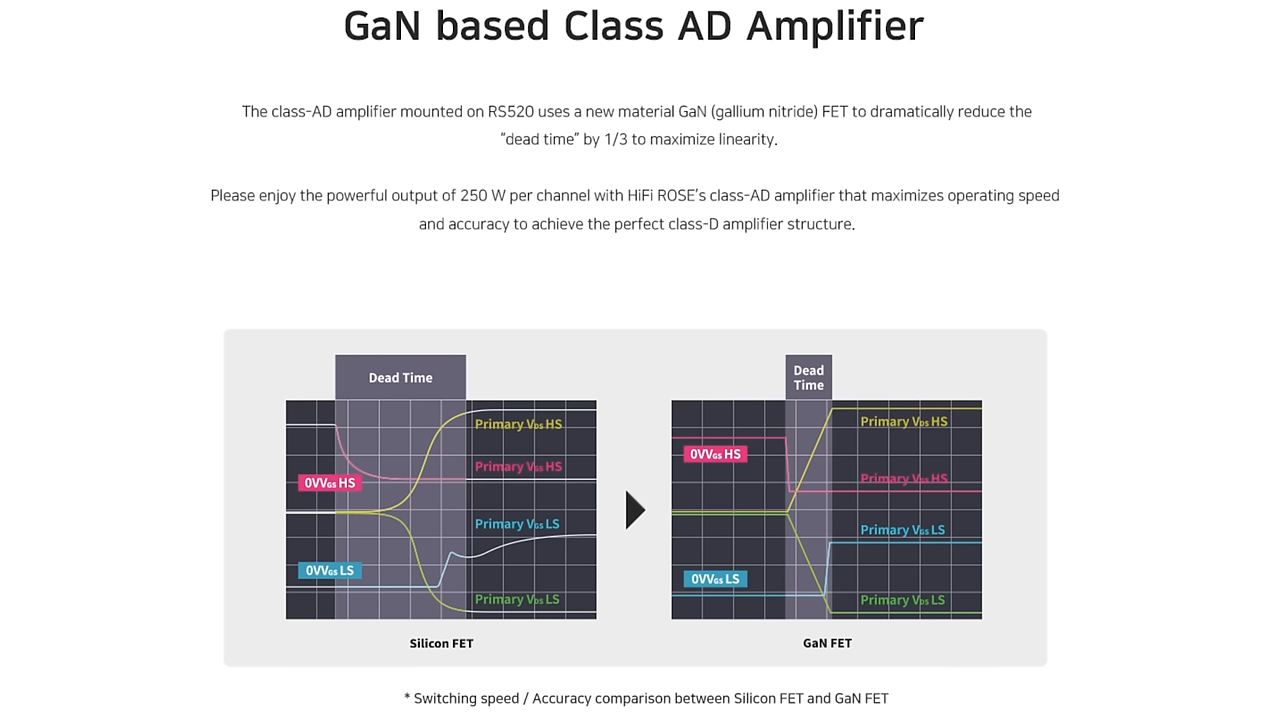 GaN based Class AD Amplifier
The class-AD amplifier mounted on RS520 uses a new material GaN (gallium nitride) FET to dramatically reduce the
“dead time” by 1/3 to maximize linearity.
Please enjoy the powerful output of 250 W per channel with HiFi ROSE’s class-AD amplifier that maximizes operating speed
and accuracy to achieve the perfect class-D amplifier structure.
Dead Time
Primary VDS HS
Primary VGS HS
0VVGS HS
Primary VGS LS
0VVGS LS
Primary VDS LS
Silicon FET
Dead
Time
Primary VDS HS
0VVGS HS
Primary VGS HS
Primary VGS LS
0VVGS LS
Primary VDS LS
GaN FET
* Switching speed / Accuracy comparison between Silicon FET and GaN FET